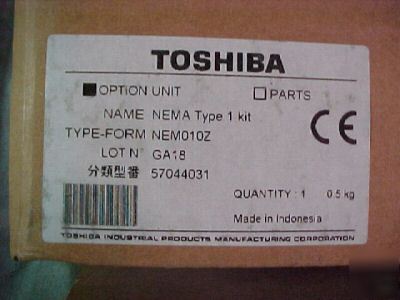 TOSHIBA
■OPTION UNIT □PARTS
NAME NEMA Type 1 kit
TYPE-FORM NEM010Z
LOT Nº GA18
分類型番 57044031
CE
QUANTITY : 1 0.5 kg
Made in Indonesia
TOSHIBA INDUSTRIAL PRODUCTS MANUFACTURING CORPORATION